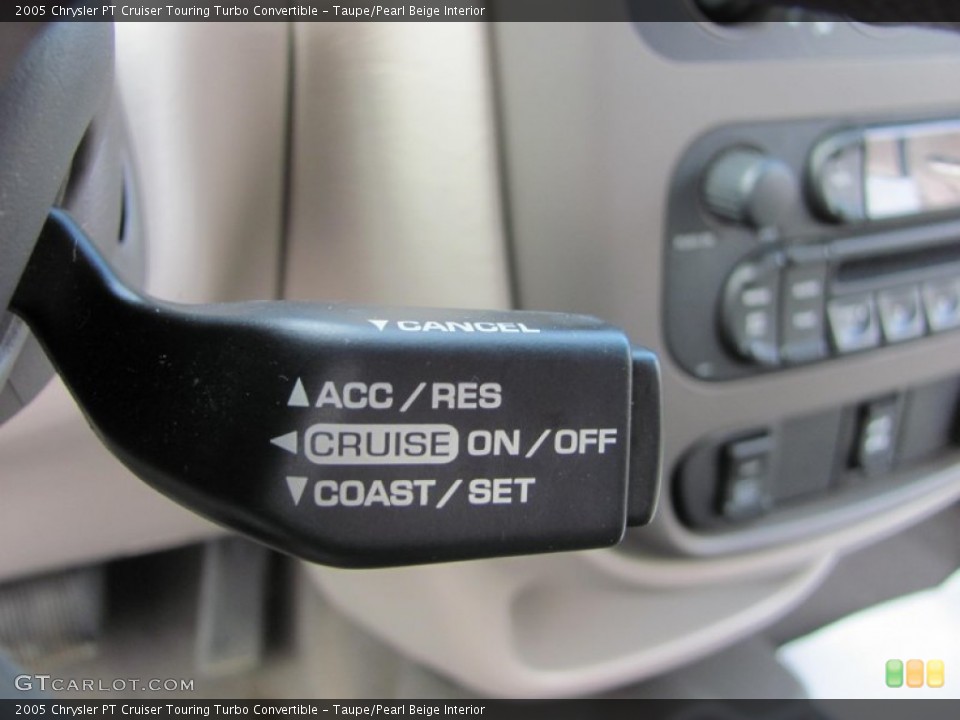 2005 Chrysler PT Cruiser Touring Turbo Convertible - Taupe/Pearl Beige Interior
▼ CANCEL
▲ ACC / RES
◀ CRUISE ON / OFF
▼ COAST / SET
GTCARLOT.COM
2005 Chrysler PT Cruiser Touring Turbo Convertible - Taupe/Pearl Beige Interior